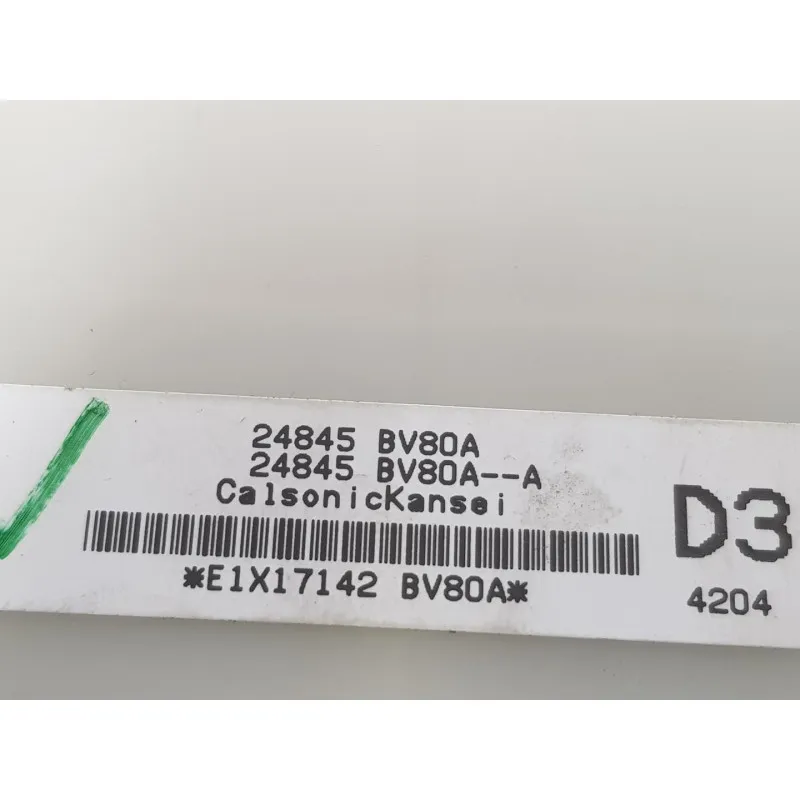 24845 BV80A
24845 BV80A--A
CalsonicKansei
*E1X17142 BV80A*
D3
4204